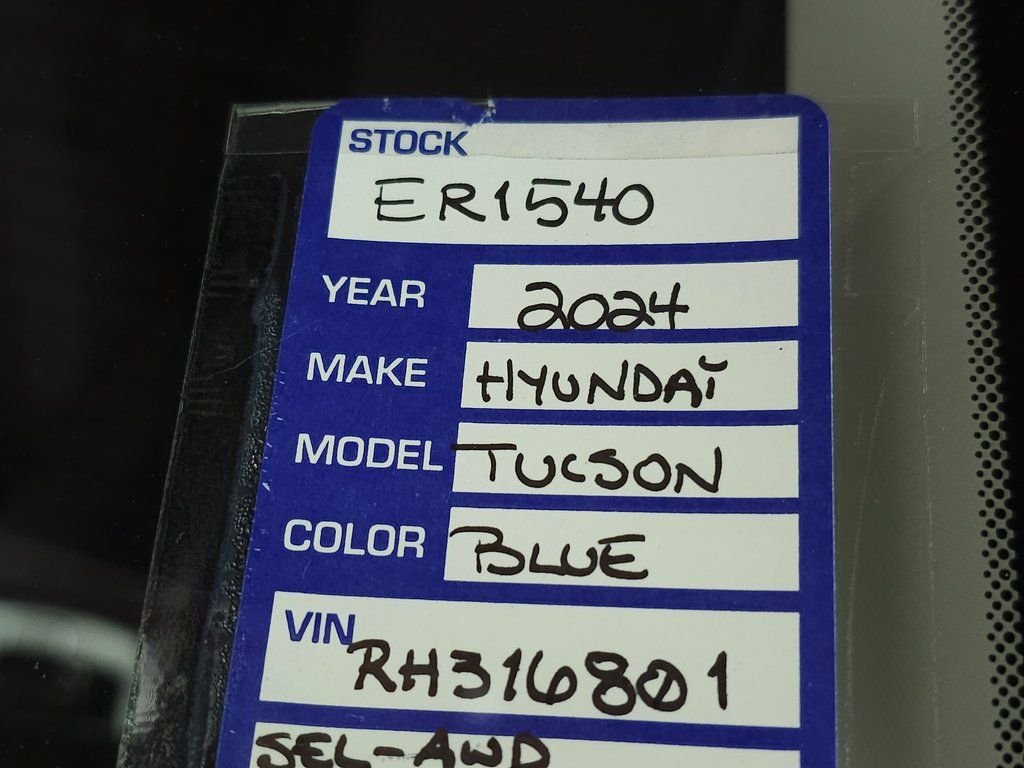 STOCK
ER1540
YEAR 2024
MAKE HYUNDAI
MODEL TUCSON
COLOR BLUE
VIN RH316801
SEL-AWD